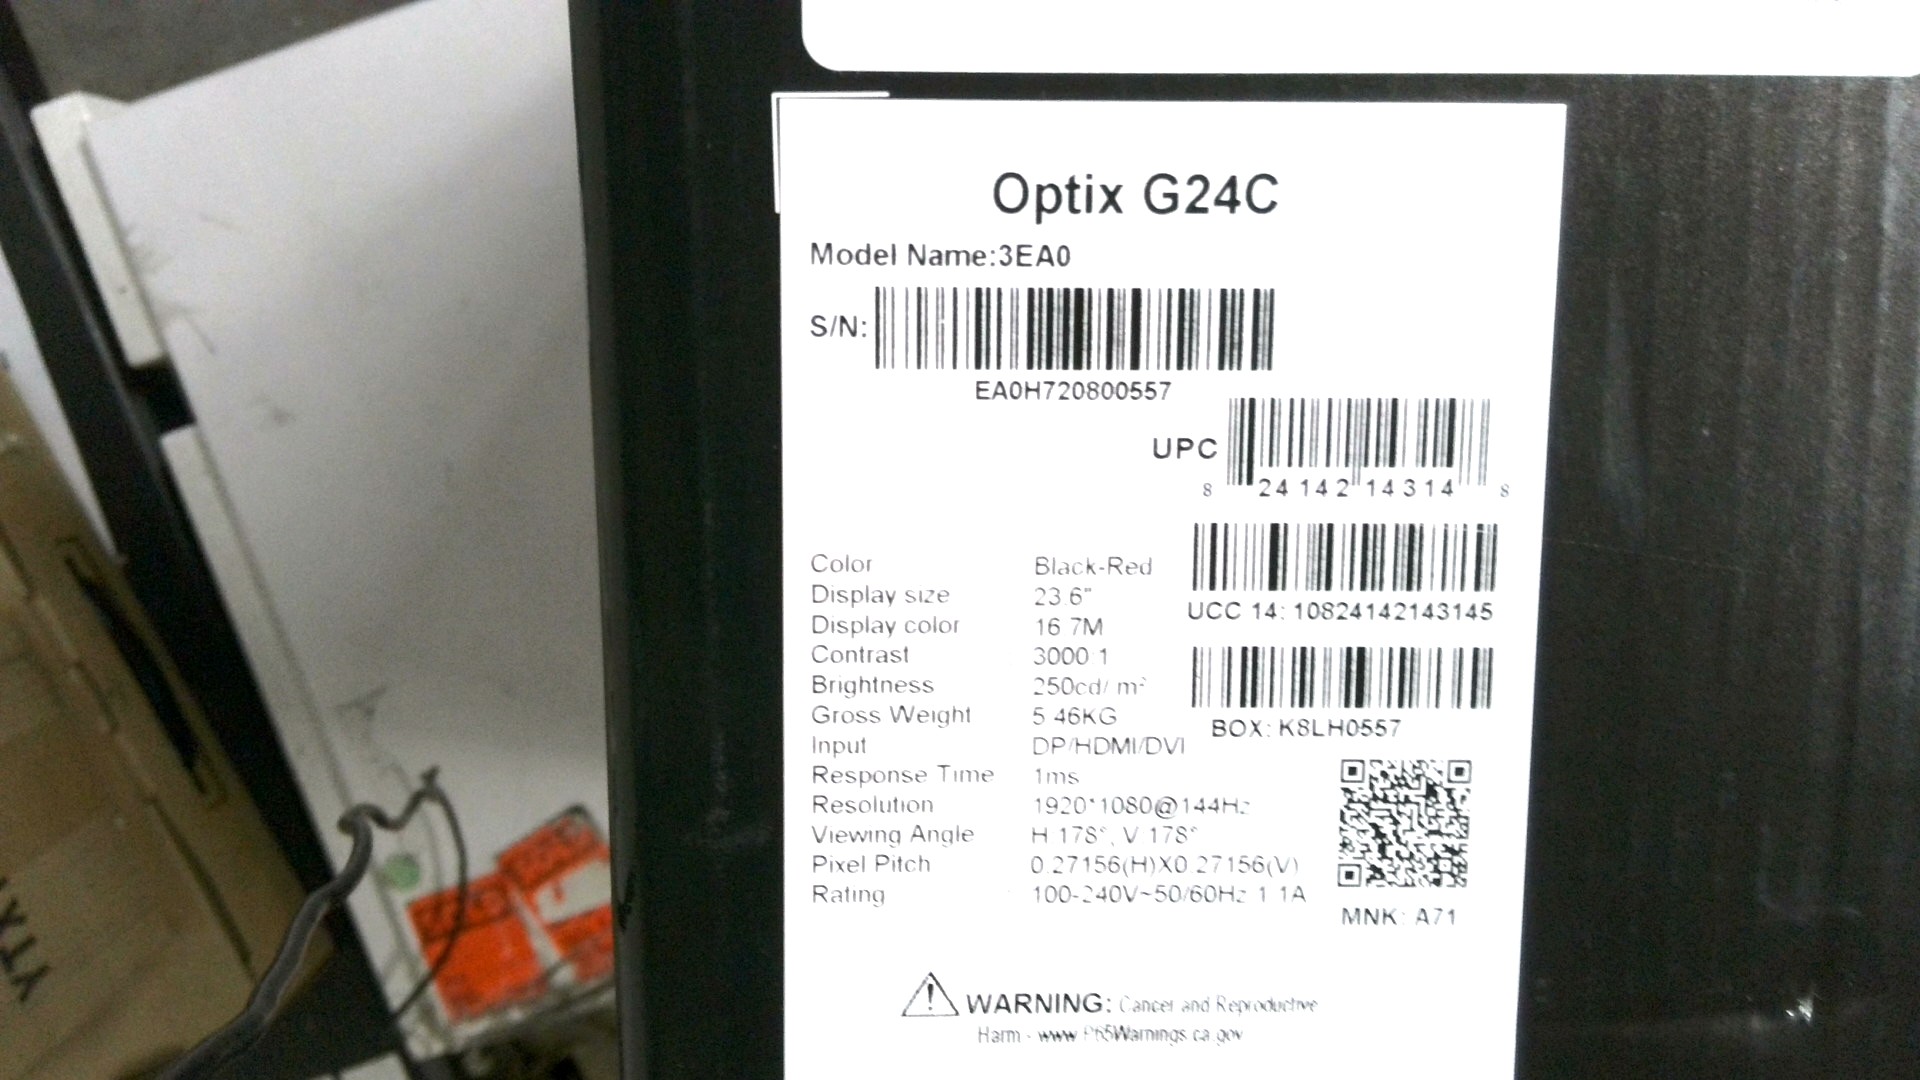 Optix G24C
Model Name:3EA0
S/N:
EA0H720800557
UPC
8 24142 14314 8
Color Black-Red
Display size 23.6"
Display color 16.7M
Contrast 3000:1
Brightness 250cd/ m²
Gross Weight 5.46KG
Input DP/HDMI/DVI
Response Time 1ms
Resolution 1920*1080@144Hz
Viewing Angle H 178°, V 178°
Pixel Pitch 0.27156(H)X0.27156(V)
Rating 100-240V~50/60Hz 1.1A
UCC 14: 10824142143145
BOX: K8LH0557
MNK: A71
WARNING: Cancer and Reproductive
Harm - www.P65Warnings.ca.gov
YTX